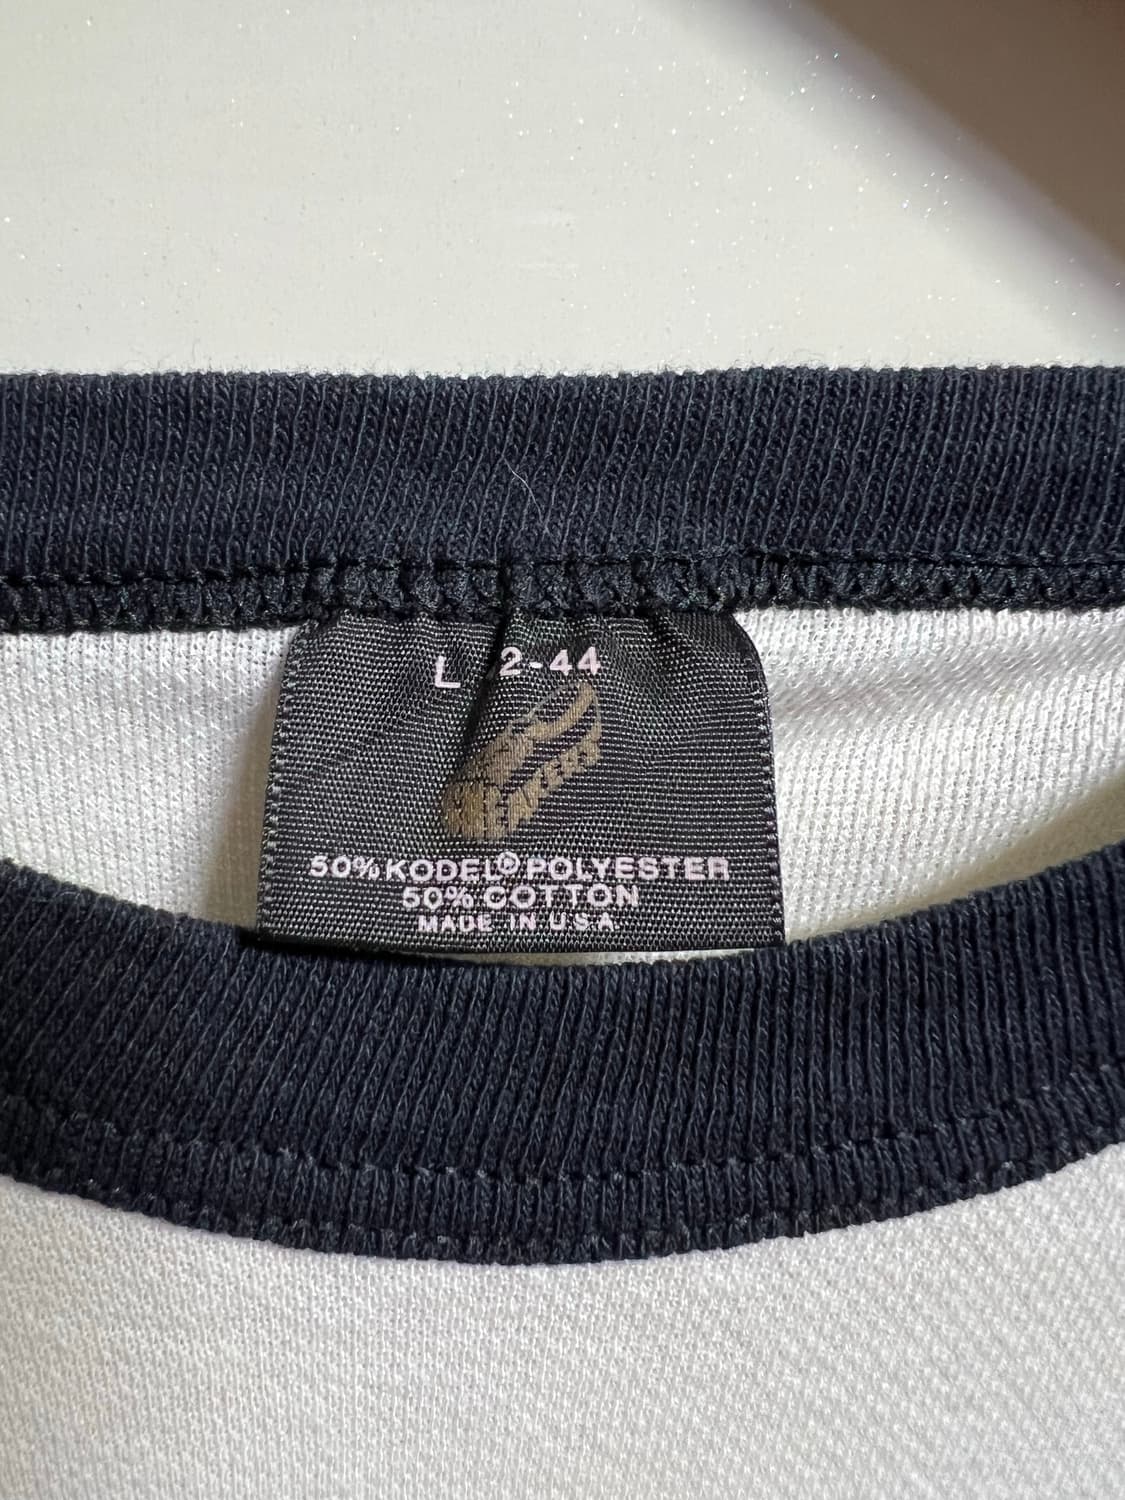 L 2-44
50% KODEL® POLYESTER
50% COTTON
MADE IN U.S.A.